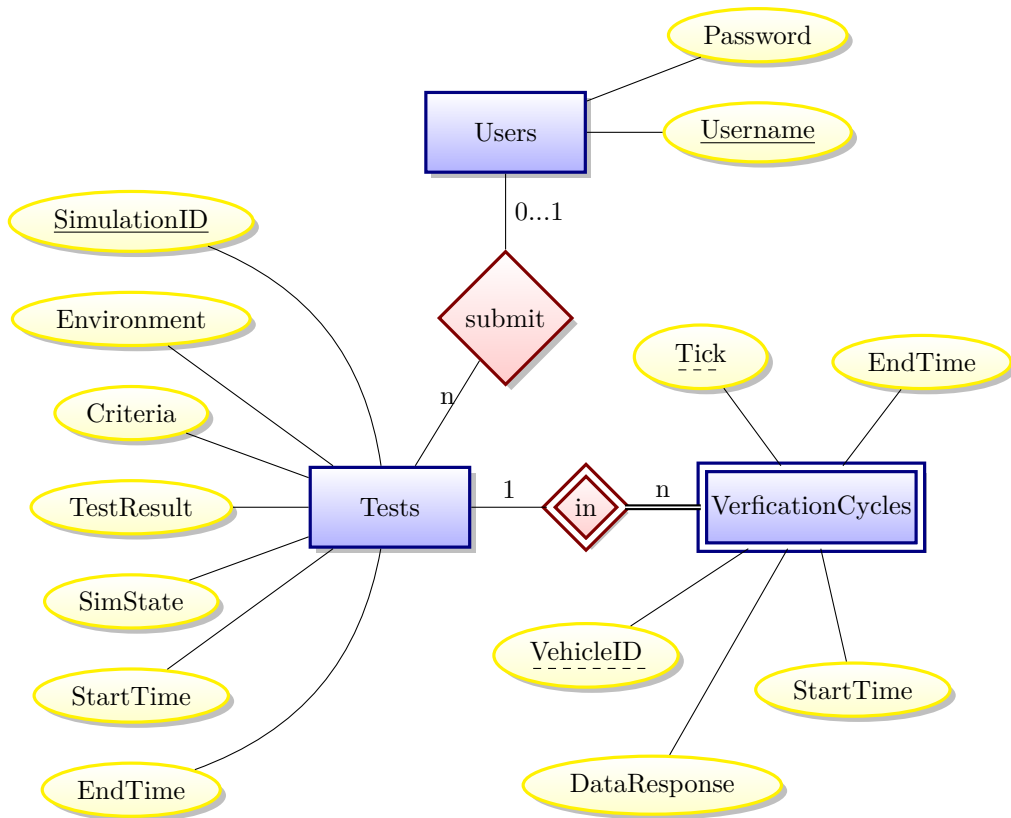 Password
Users
Username
0...1
SimulationID
Environment
submit
Tick
EndTime
n
Criteria
TestResult
Tests
1
in
n
VerficationCycles
SimState
VehicleID
StartTime
StartTime
EndTime
DataResponse